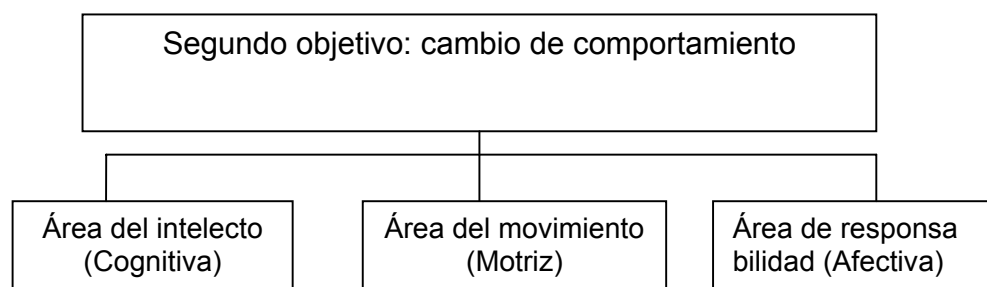 Segundo objetivo: cambio de comportamiento
Área del intelecto
(Cognitiva)
Área del movimiento
(Motriz)
Área de responsa
bilidad (Afectiva)